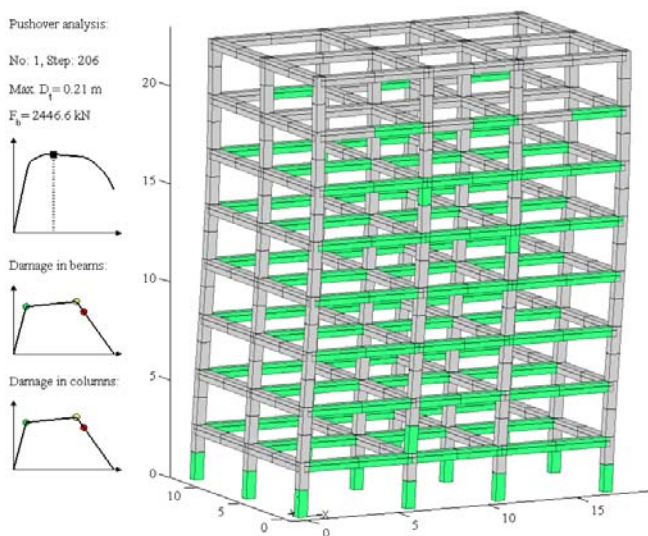 Pushover analysis:
No: 1, Step: 206
Max. Dt= 0.21 m
Fb= 2446.6 kN
Damage in beams:
Damage in columns:
20
15
10
5
0
10
5
0
X
0
5
10
15